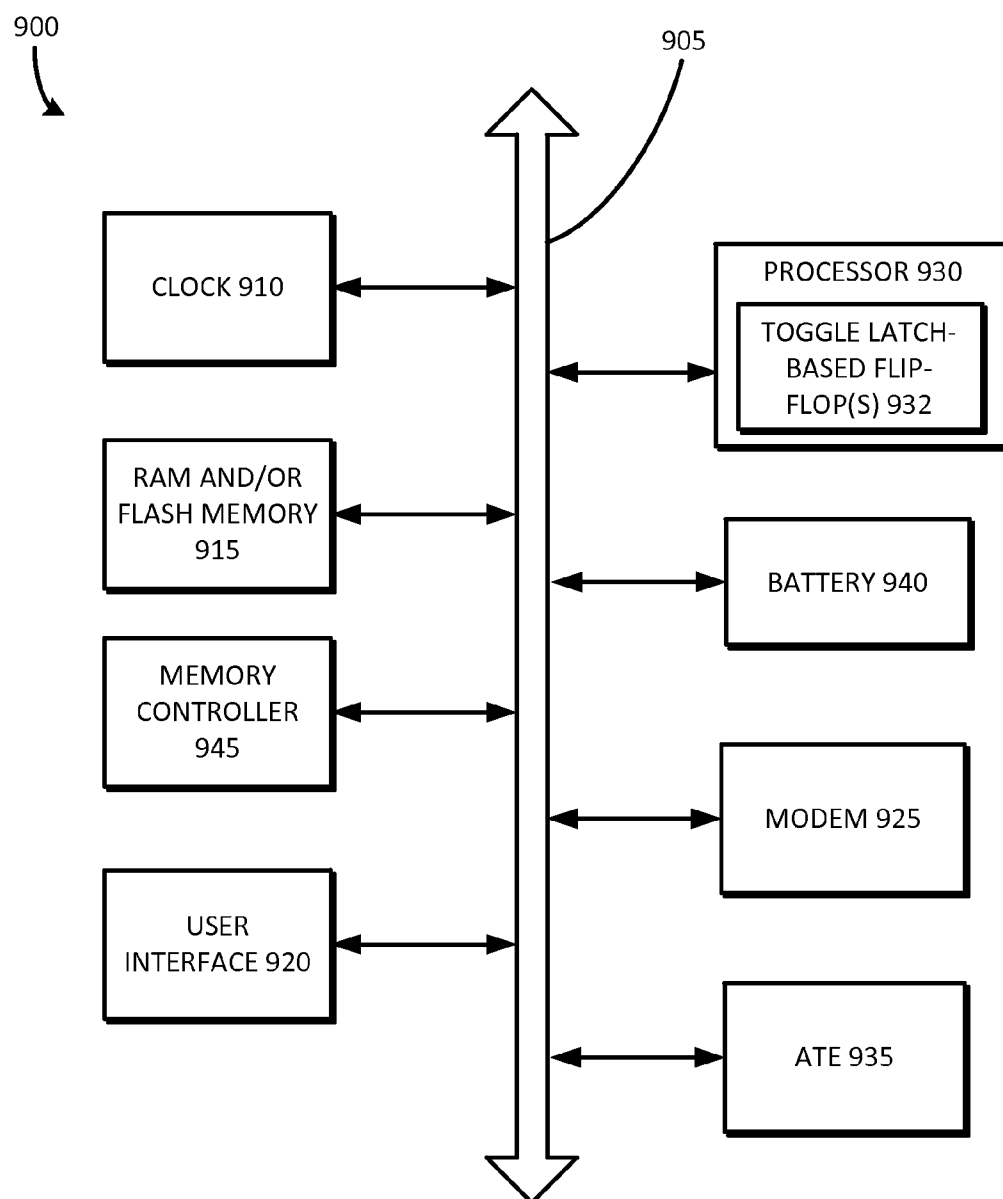 900
905
CLOCK 910
PROCESSOR 930
TOGGLE LATCH-
BASED FLIP-
FLOP(S) 932
RAM AND/OR
FLASH MEMORY
915
BATTERY 940
MEMORY
CONTROLLER
945
MODEM 925
USER
INTERFACE 920
ATE 935